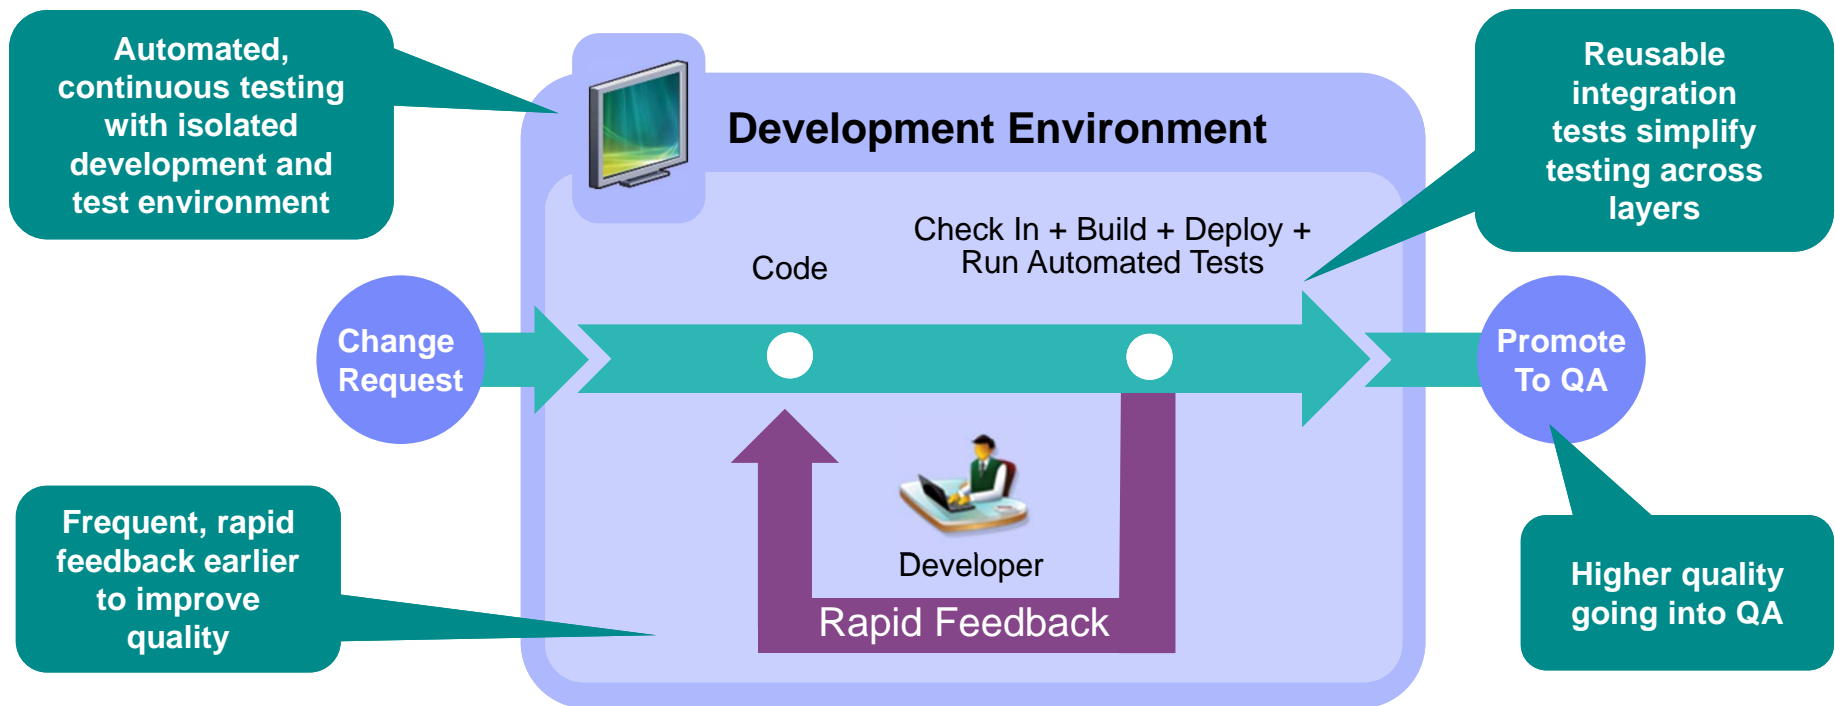 Automated,
continuous testing
with isolated
development and
test environment
Development Environment
Reusable
integration
tests simplify
testing across
layers
Code
Check In + Build + Deploy +
Run Automated Tests
Change
Request
Promote
To QA
Developer
Rapid Feedback
Frequent, rapid
feedback earlier
to improve
quality
Higher quality
going into QA